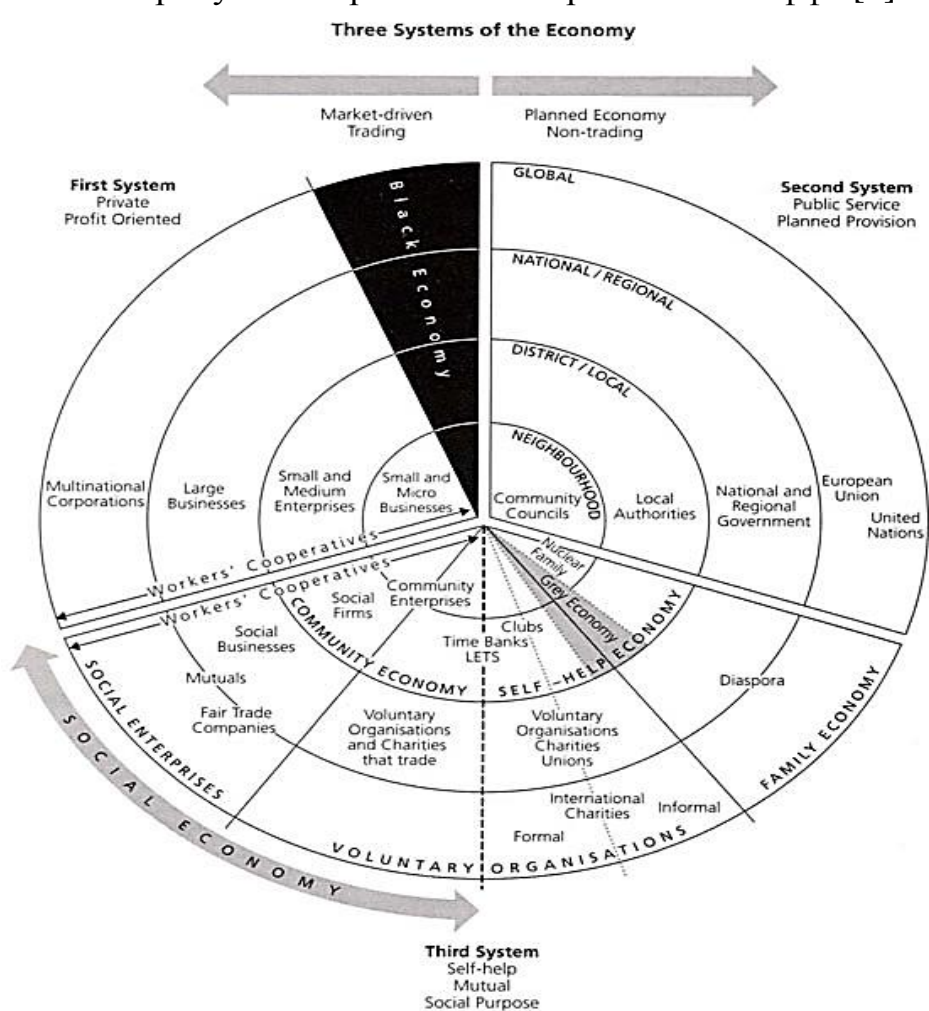 Three Systems of the Economy
Market-driven
Trading
Planned Economy
Non-trading
First System
Private
Profit Oriented
Second System
Public Service
Planned Provision
Black Economy
GLOBAL
NATIONAL / REGIONAL
DISTRICT / LOCAL
NEIGHBOURHOOD
Multinational
Corporations
Large
Businesses
Small and
Medium
Enterprises
Small and
Micro
Businesses
Community
Councils
Local
Authorities
National and
Regional
Government
European
Union
United
Nations
Workers' Cooperatives
Workers' Cooperatives
Nuclear
Family
Grey Economy
Community
Enterprises
Social
Firms
Social
Businesses
Mutuals
Fair Trade
Companies
Clubs
Time Banks
LETS
COMMUNITY ECONOMY
SELF-HELP ECONOMY
Voluntary
Organisations
and Charities
that trade
Voluntary
Organisations
Charities
Unions
Diaspora
International
Charities
Informal
Formal
SOCIAL ENTERPRISES
VOLUNTARY ORGANISATIONS
FAMILY ECONOMY
SOCIAL ECONOMY
Third System
Self-help
Mutual
Social Purpose